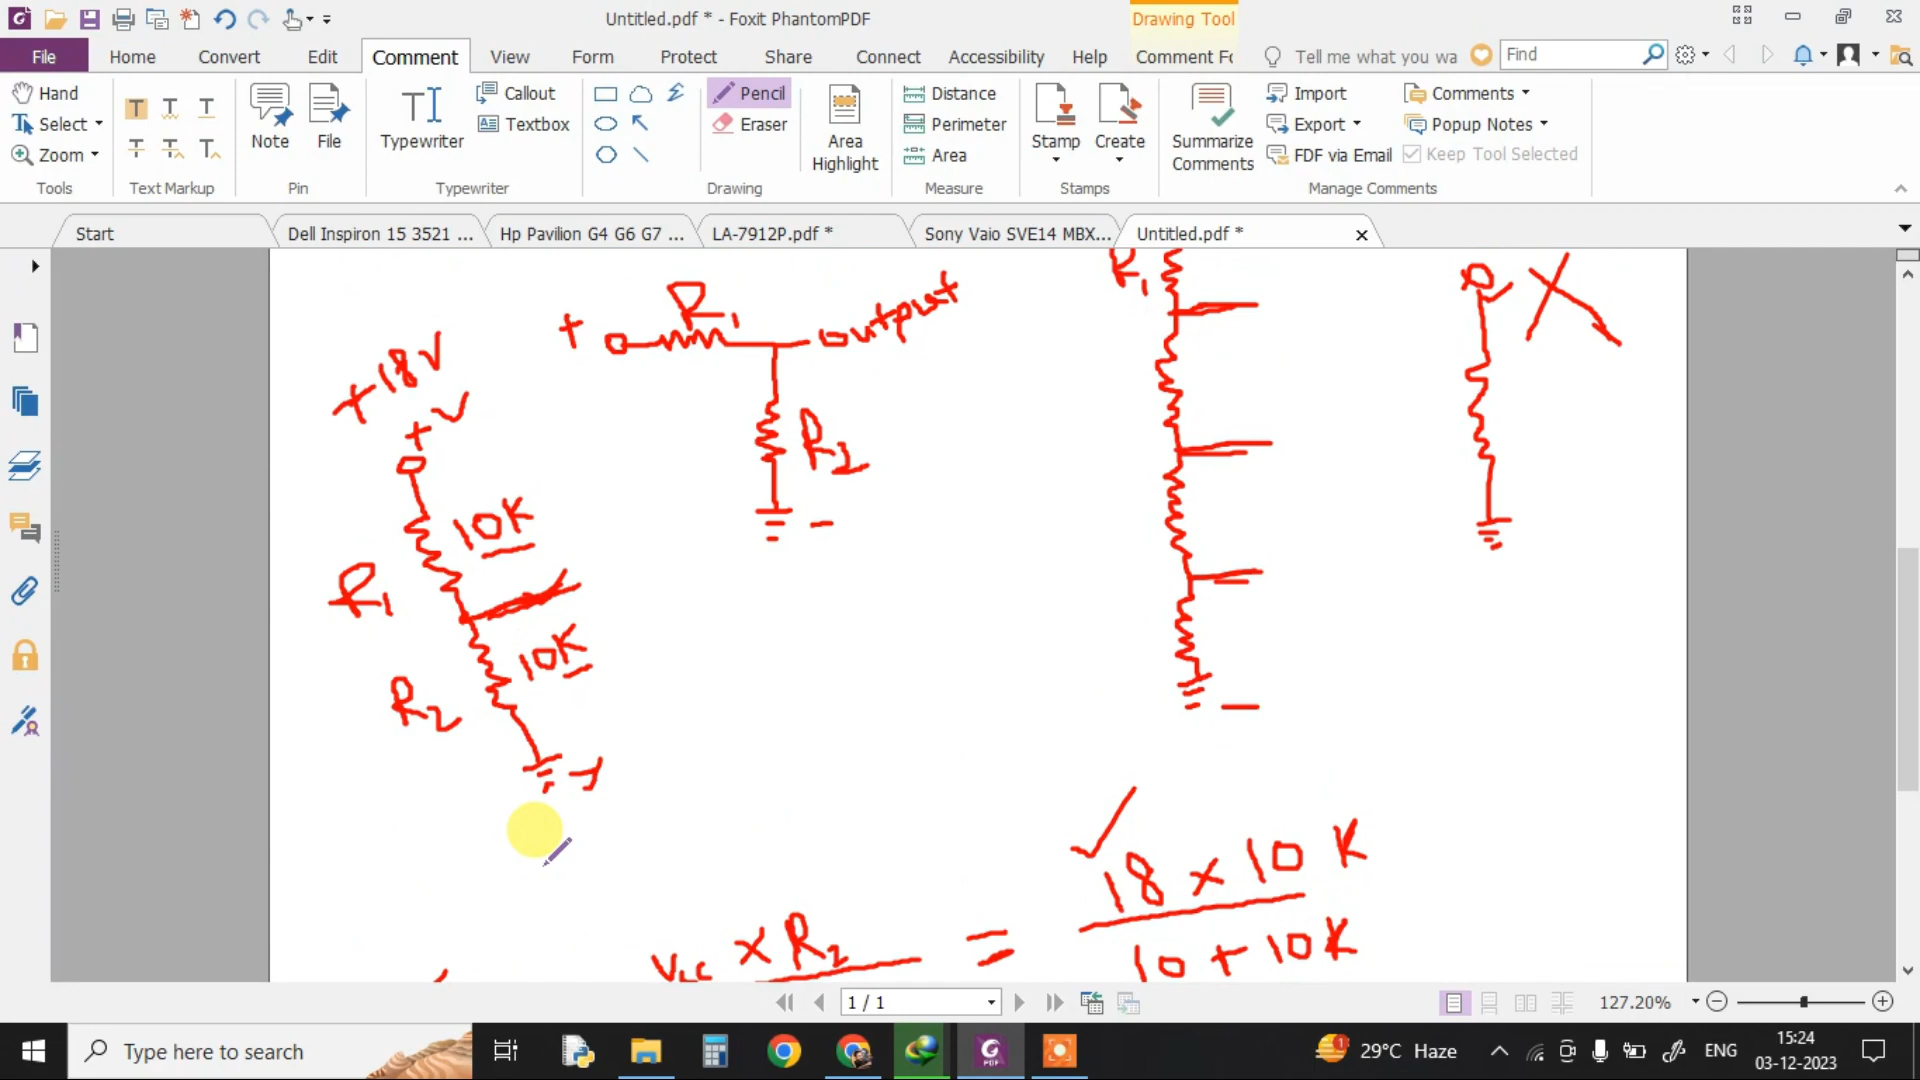 Untitled.pdf * - Foxit PhantomPDF
Drawing Tool
File
Home
Convert
Edit
Comment
View
Form
Protect
Share
Connect
Accessibility
Help
Comment Fo
Tell me what you wa
Find
Hand
Select
Zoom
Tools
Text Markup
Note
File
Pin
Typewriter
Callout
Textbox
Typewriter
Pencil
Eraser
Area Highlight
Drawing
Distance
Perimeter
Area
Measure
Stamp
Create
Stamps
Summarize Comments
Import
Export
FDF via Email
Comments
Popup Notes
Keep Tool Selected
Manage Comments
Start
Dell Inspiron 15 3521 ...
Hp Pavilion G4 G6 G7 ...
LA-7912P.pdf *
Sony Vaio SVE14 MBX...
Untitled.pdf *
+ R1 output
R2
-
+18V
+V
10K
R1
10K
R2
R1
-
18 x 10 K
10 + 10K
Vcc x R2 =
1 / 1
127.20%
Type here to search
29°C Haze
ENG
15:24
03-12-2023